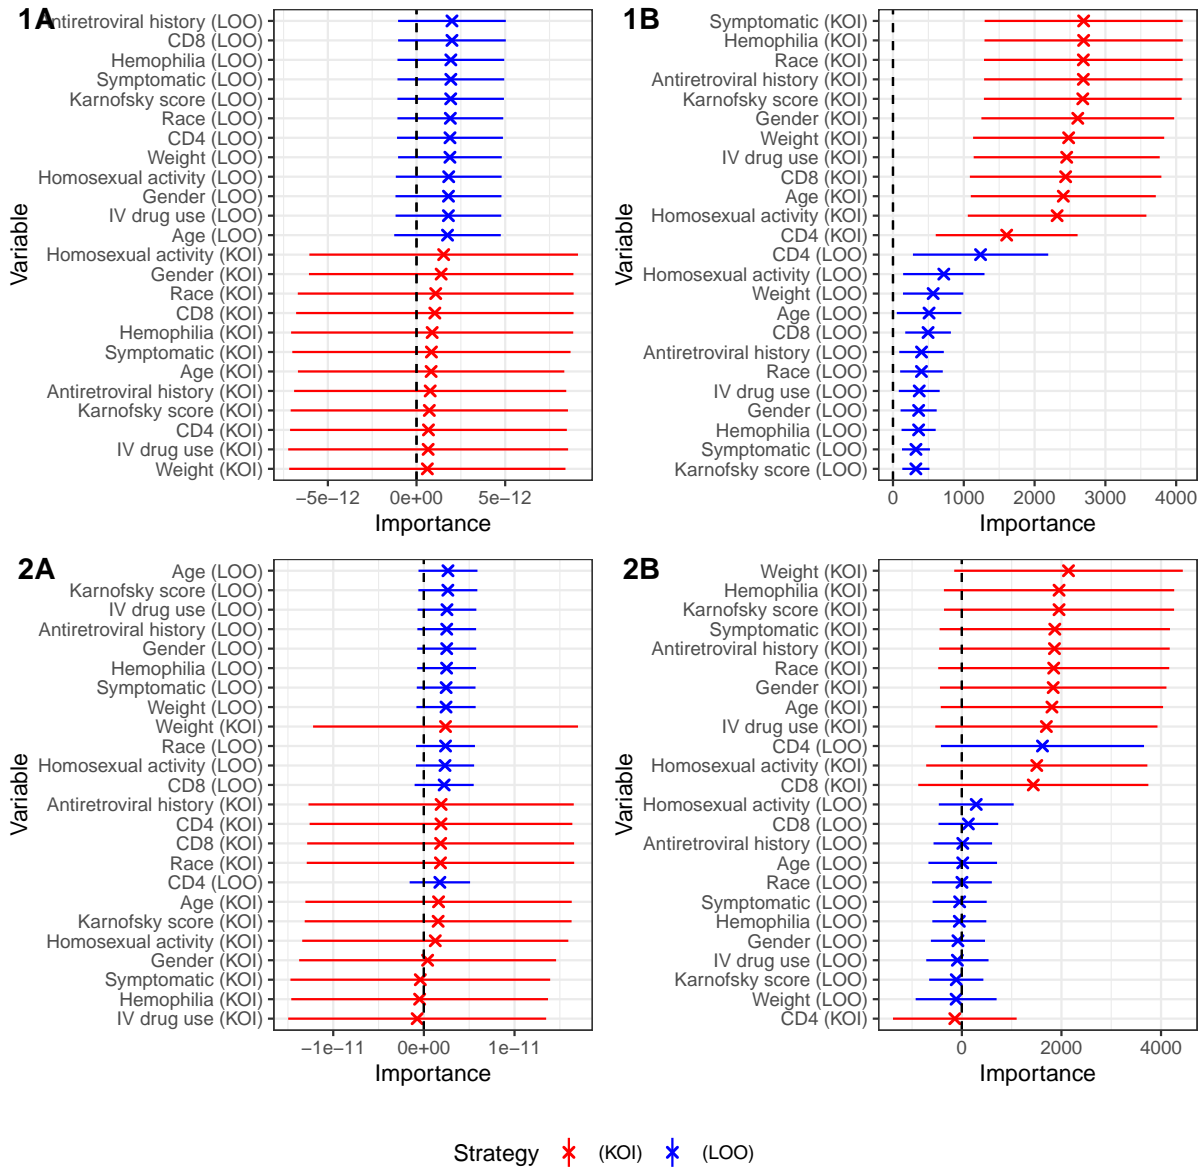 1A
Antiretroviral history (LOO)
CD8 (LOO)
Hemophilia (LOO)
Symptomatic (LOO)
Karnofsky score (LOO)
Race (LOO)
CD4 (LOO)
Weight (LOO)
Homosexual activity (LOO)
Gender (LOO)
IV drug use (LOO)
Age (LOO)
Homosexual activity (KOI)
Gender (KOI)
Race (KOI)
CD8 (KOI)
Hemophilia (KOI)
Symptomatic (KOI)
Age (KOI)
Antiretroviral history (KOI)
Karnofsky score (KOI)
CD4 (KOI)
IV drug use (KOI)
Weight (KOI)
Variable
−5e−12 0e+00 5e−12
Importance
1B
Symptomatic (KOI)
Hemophilia (KOI)
Race (KOI)
Antiretroviral history (KOI)
Karnofsky score (KOI)
Gender (KOI)
Weight (KOI)
IV drug use (KOI)
CD8 (KOI)
Age (KOI)
Homosexual activity (KOI)
CD4 (KOI)
CD4 (LOO)
Homosexual activity (LOO)
Weight (LOO)
Age (LOO)
CD8 (LOO)
Antiretroviral history (LOO)
Race (LOO)
IV drug use (LOO)
Gender (LOO)
Hemophilia (LOO)
Symptomatic (LOO)
Karnofsky score (LOO)
Variable
0 1000 2000 3000 4000
Importance
2A
Age (LOO)
Karnofsky score (LOO)
IV drug use (LOO)
Antiretroviral history (LOO)
Gender (LOO)
Hemophilia (LOO)
Symptomatic (LOO)
Weight (LOO)
Weight (KOI)
Race (LOO)
Homosexual activity (LOO)
CD8 (LOO)
Antiretroviral history (KOI)
CD4 (KOI)
CD8 (KOI)
Race (KOI)
CD4 (LOO)
Age (KOI)
Karnofsky score (KOI)
Homosexual activity (KOI)
Gender (KOI)
Symptomatic (KOI)
Hemophilia (KOI)
IV drug use (KOI)
Variable
−1e−11 0e+00 1e−11
Importance
2B
Weight (KOI)
Hemophilia (KOI)
Karnofsky score (KOI)
Symptomatic (KOI)
Antiretroviral history (KOI)
Race (KOI)
Gender (KOI)
Age (KOI)
IV drug use (KOI)
CD4 (LOO)
Homosexual activity (KOI)
CD8 (KOI)
Homosexual activity (LOO)
CD8 (LOO)
Antiretroviral history (LOO)
Age (LOO)
Race (LOO)
Symptomatic (LOO)
Hemophilia (LOO)
Gender (LOO)
IV drug use (LOO)
Karnofsky score (LOO)
Weight (LOO)
CD4 (KOI)
Variable
0 2000 4000
Importance
Strategy (KOI) (LOO)